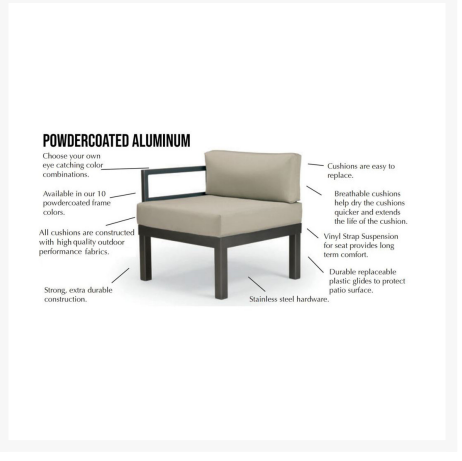 POWDERCOATED ALUMINUM
Choose your own
eye catching color
combinations.
Available in our 10
powdercoated frame
colors.
All cushions are constructed
with high quality outdoor
performance fabrics.
Strong, extra durable
construction.
Cushions are easy to
replace.
Breathable cushions
help dry the cushions
quicker and extends
the life of the cushion.
Vinyl Strap Suspension
for seat provides long
term comfort.
Durable replaceable
plastic glides to protect
patio surface.
Stainless steel hardware.